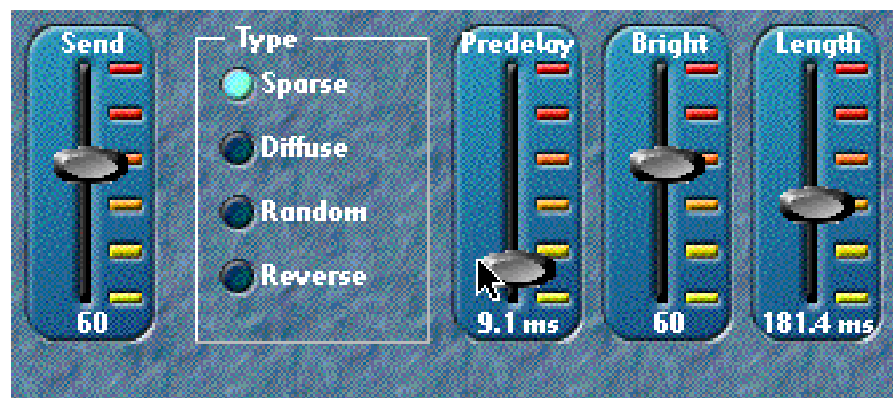 Send
60
Type
Sparse
Diffuse
Random
Reverse
Predelay
9.1 ms
Bright
60
Length
181.4 ms